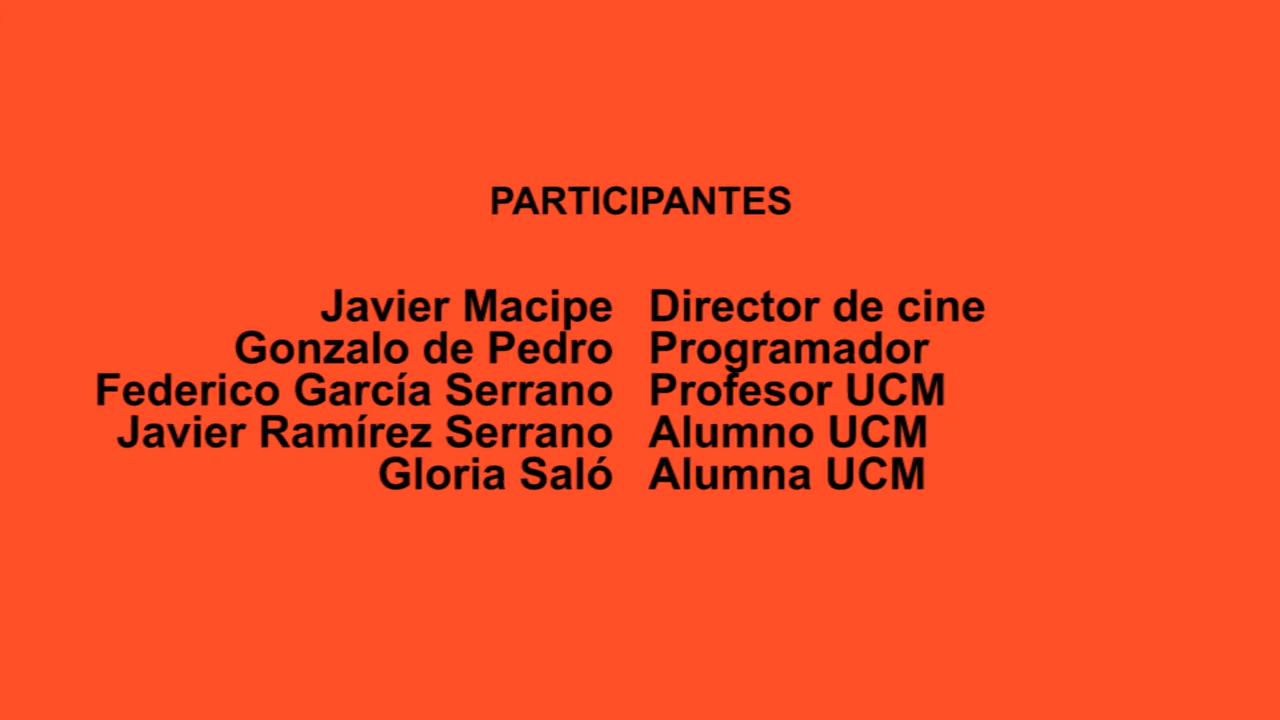 PARTICIPANTES
Javier Macipe Director de cine
Gonzalo de Pedro Programador
Federico García Serrano Profesor UCM
Javier Ramírez Serrano Alumno UCM
Gloria Saló Alumna UCM